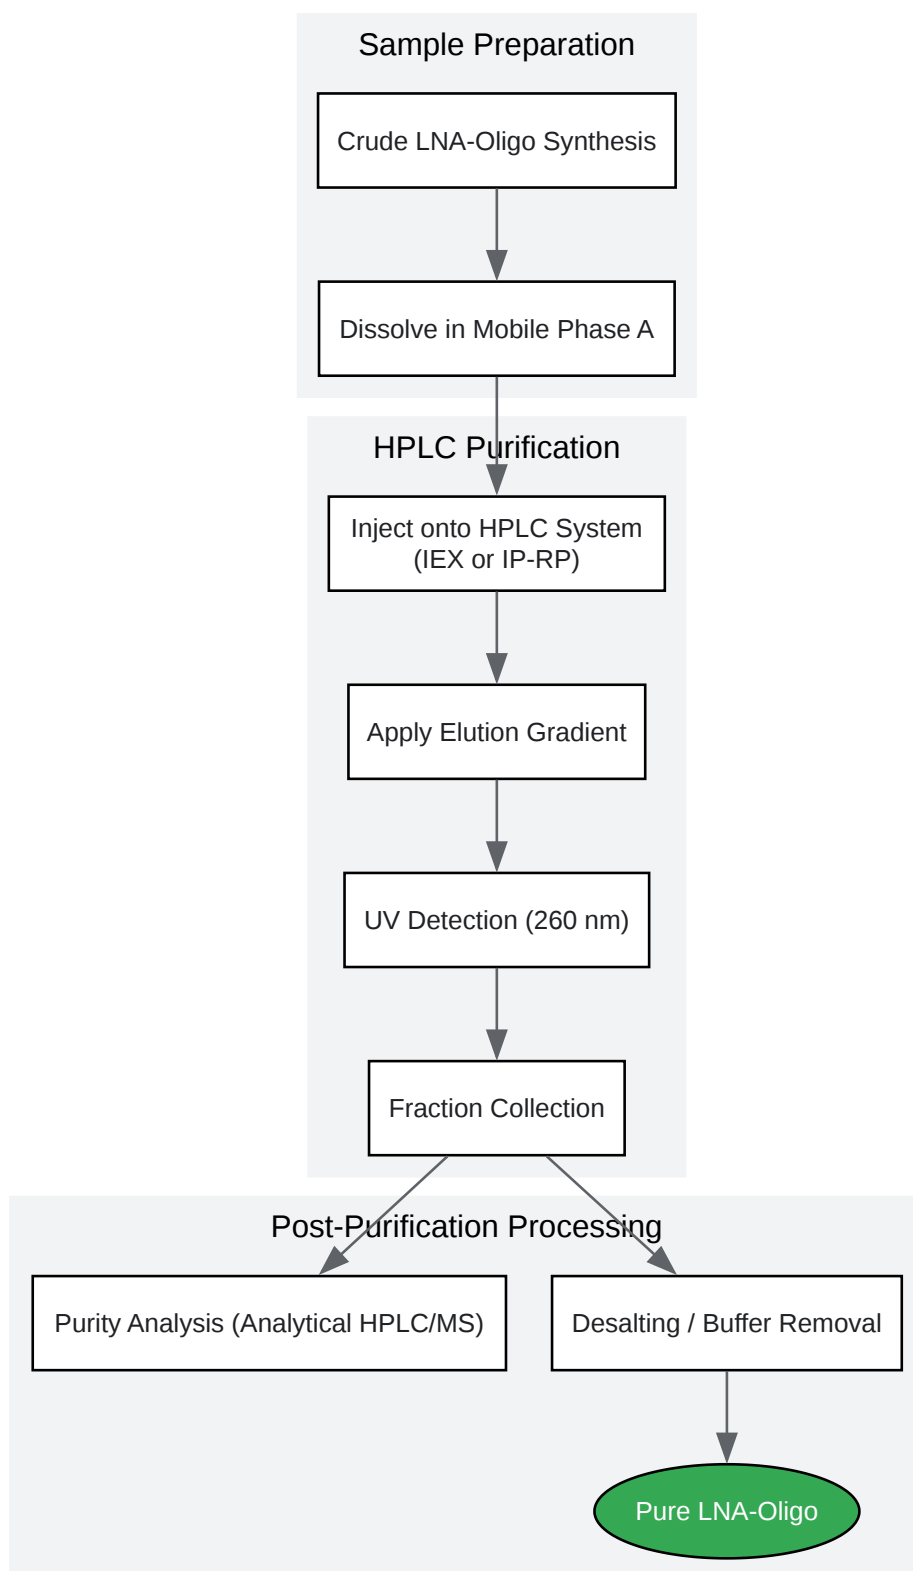 Sample Preparation
Crude LNA-Oligo Synthesis
Dissolve in Mobile Phase A
HPLC Purification
Inject onto HPLC System
(IEX or IP-RP)
Apply Elution Gradient
UV Detection (260 nm)
Fraction Collection
Post-Purification Processing
Purity Analysis (Analytical HPLC/MS)
Desalting / Buffer Removal
Pure LNA-Oligo